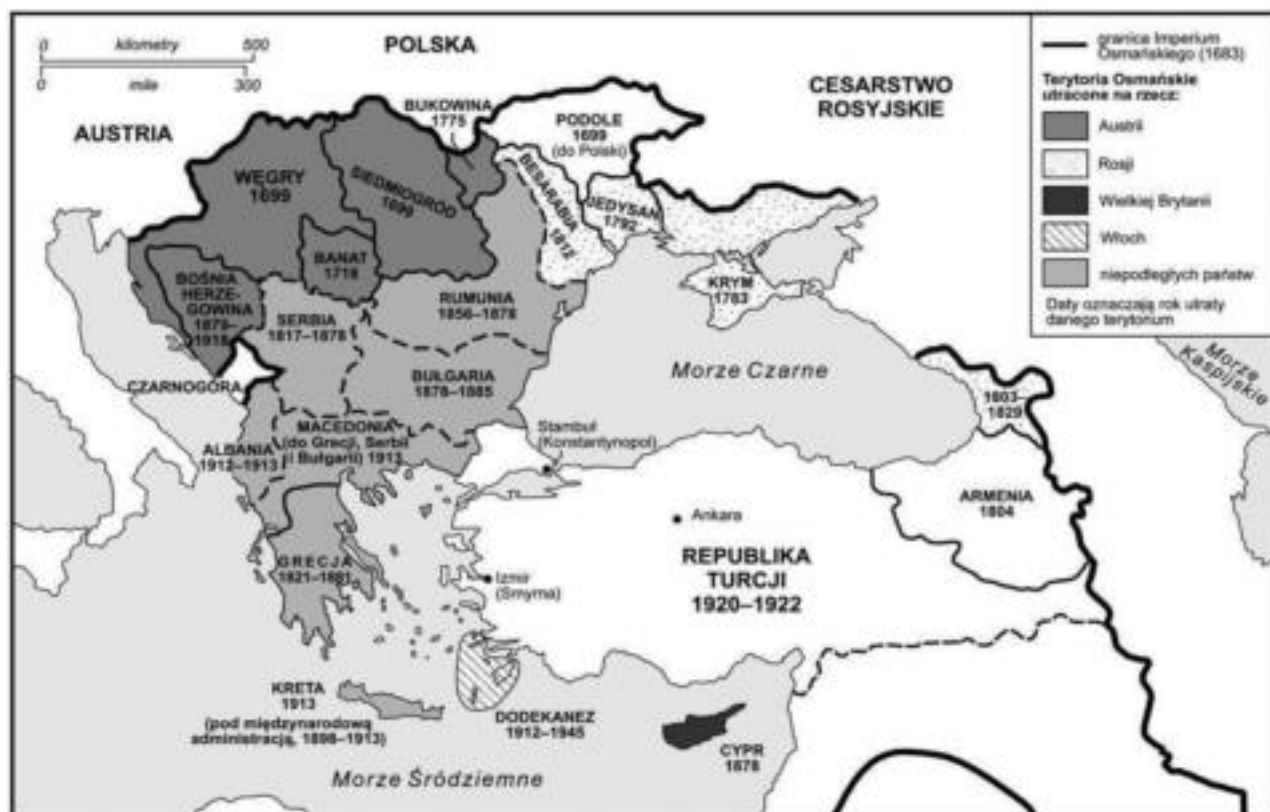 0 kilometry 500
0 mile 300
POLSKA
CESARSTWO
ROSYJSKIE
AUSTRIA
BUKOWINA
1775
PODOLE
1699
(do Polski)
WĘGRY
1699
SIEDMIOGRÓD
1699
BESARABIA
1812
JEDYSAN
1792
BANAT
1718
BOŚNIA
HERZE-
GOWINA
1879–
1918
SERBIA
1817–1878
RUMUNIA
1856–1878
KRYM
1783
CZARNOGÓRA
BUŁGARIA
1878–1885
Morze Czarne
Morze
Kaspijskie
1803–
1829
ALBANIA
1912–1913
MACEDONIA
(do Grecji, Serbii
i Bułgarii) 1913
Stambuł
(Konstantynopol)
ARMENIA
1804
Ankara
GRECJA
1821–1881
Izmir
(Smyrna)
REPUBLIKA
TURCJI
1920–1922
KRETA
1913
(pod międzynarodową
administracją, 1898–1913)
DODEKANEZ
1912–1945
CYPR
1878
Morze Śródziemne
granica Imperium
Osmańskiego (1683)
Terytoria Osmańskie
utracone na rzecz:
Austrii
Rosji
Wielkiej Brytanii
Włoch
niepodległych państw
Daty oznaczają rok utraty
danego terytorium